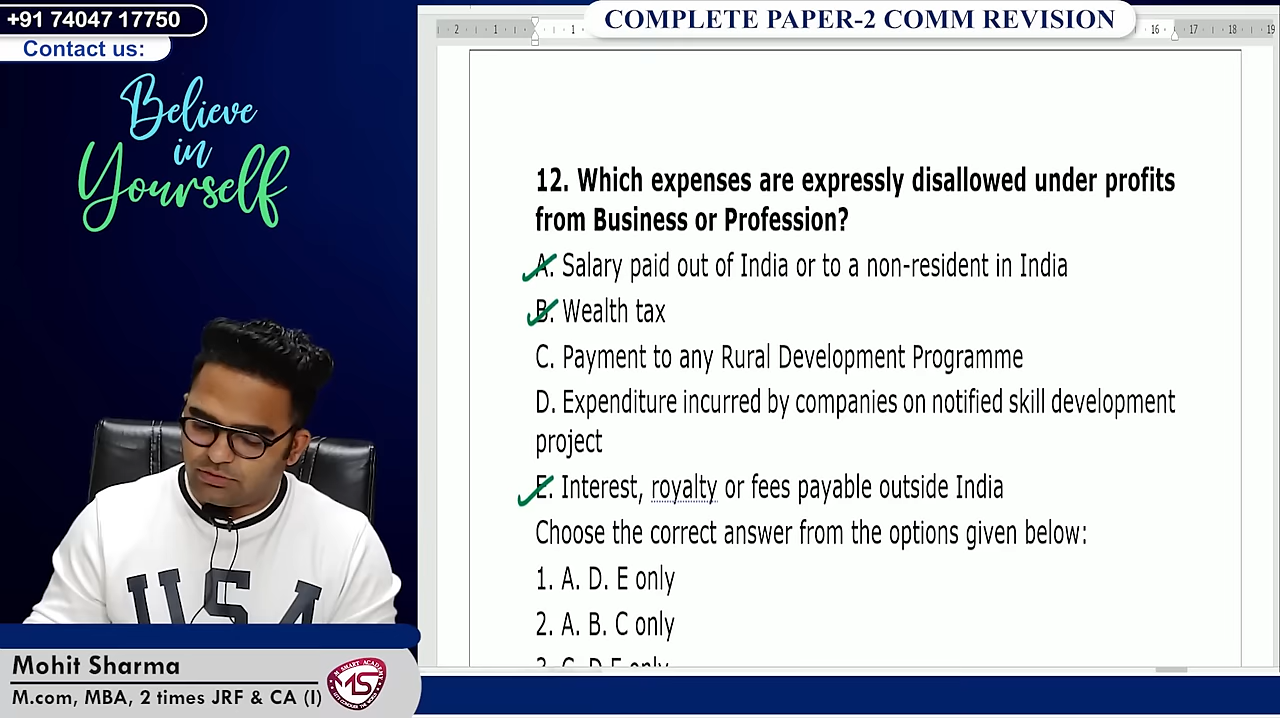 +91 74047 17750
Contact us:
COMPLETE PAPER-2 COMM REVISION
Believe
in
Yourself
12. Which expenses are expressly disallowed under profits
from Business or Profession?
A. Salary paid out of India or to a non-resident in India
B. Wealth tax
C. Payment to any Rural Development Programme
D. Expenditure incurred by companies on notified skill development
project
E. Interest, royalty or fees payable outside India
Choose the correct answer from the options given below:
1. A. D. E only
2. A. B. C only
USA
Mohit Sharma
M.com, MBA, 2 times JRF & CA (I)